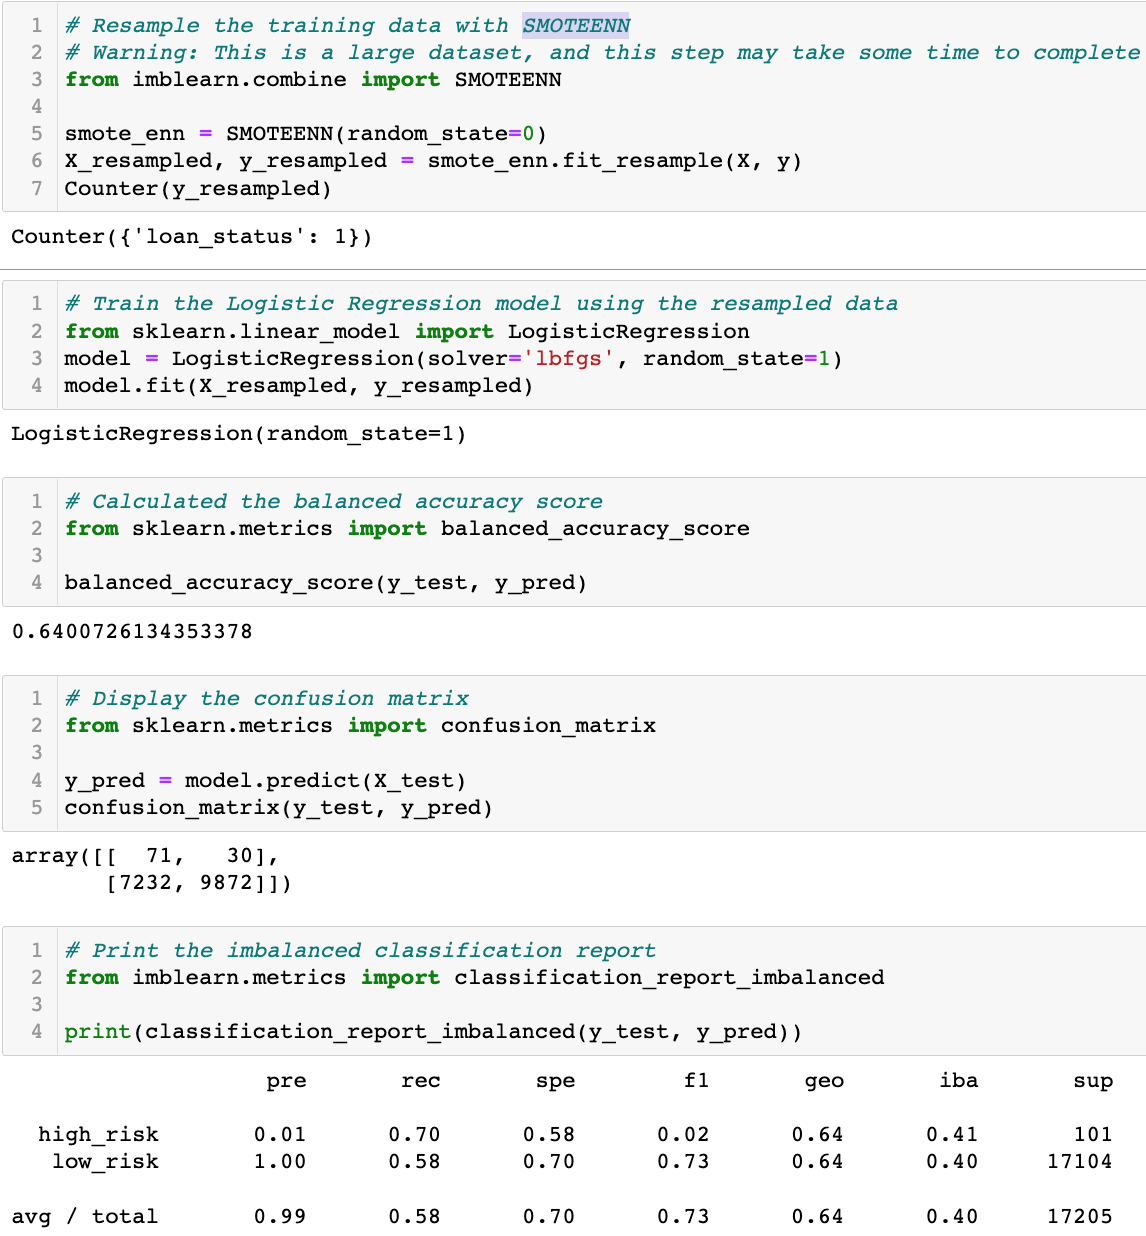 1 # Resample the training data with SMOTEENN
2 # Warning: This is a large dataset, and this step may take some time to complete
3 from imblearn.combine import SMOTEENN
4
5 smote_enn = SMOTEENN(random_state=0)
6 X_resampled, y_resampled = smote_enn.fit_resample(X, y)
7 Counter(y_resampled)
Counter({'loan_status': 1})
1 # Train the Logistic Regression model using the resampled data
2 from sklearn.linear_model import LogisticRegression
3 model = LogisticRegression(solver='lbfgs', random_state=1)
4 model.fit(X_resampled, y_resampled)
LogisticRegression(random_state=1)
1 # Calculated the balanced accuracy score
2 from sklearn.metrics import balanced_accuracy_score
3
4 balanced_accuracy_score(y_test, y_pred)
0.6400726134353378
1 # Display the confusion matrix
2 from sklearn.metrics import confusion_matrix
3
4 y_pred = model.predict(X_test)
5 confusion_matrix(y_test, y_pred)
array([[  71,   30],
       [7232, 9872]])
1 # Print the imbalanced classification report
2 from imblearn.metrics import classification_report_imbalanced
3
4 print(classification_report_imbalanced(y_test, y_pred))
pre rec spe f1 geo iba sup
high_risk 0.01 0.70 0.58 0.02 0.64 0.41 101
low_risk 1.00 0.58 0.70 0.73 0.64 0.40 17104
avg / total 0.99 0.58 0.70 0.73 0.64 0.40 17205